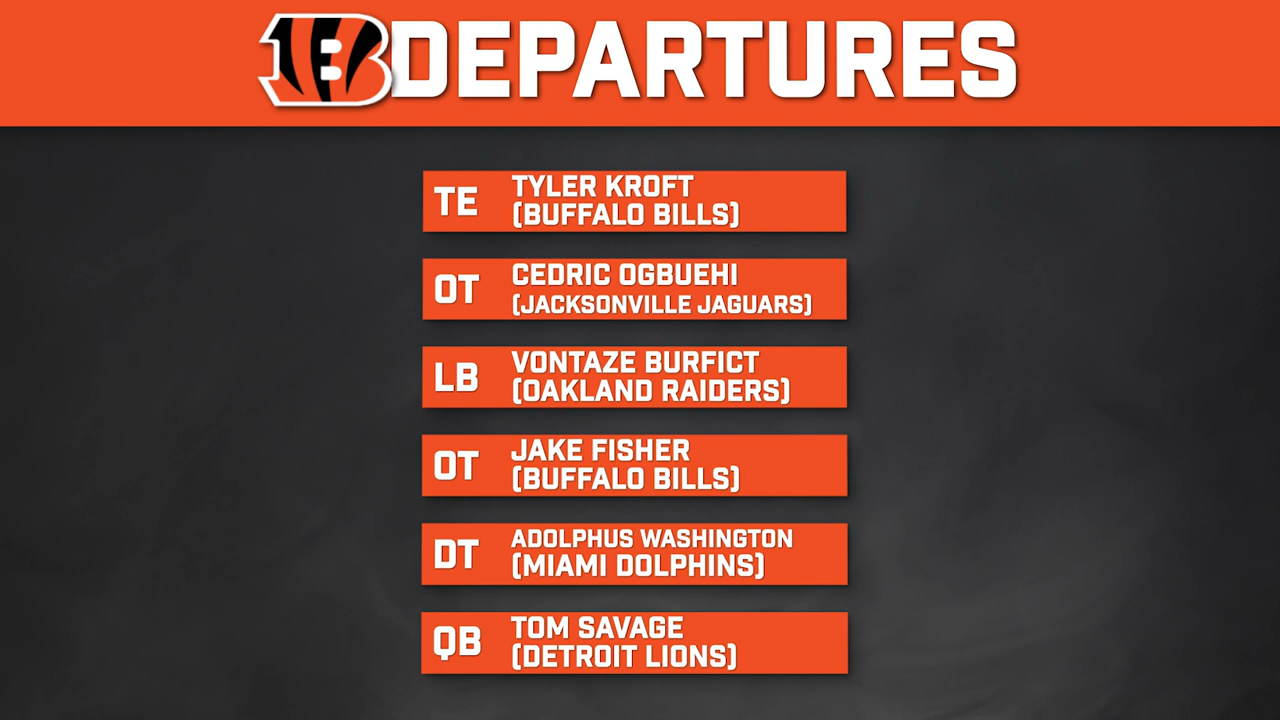 DEPARTURES
TE
TYLER KROFT
(BUFFALO BILLS)
OT
CEDRIC OGBUEHI
(JACKSONVILLE JAGUARS)
LB
VONTAZE BURFICT
(OAKLAND RAIDERS)
OT
JAKE FISHER
(BUFFALO BILLS)
DT
ADOLPHUS WASHINGTON
(MIAMI DOLPHINS)
QB
TOM SAVAGE
(DETROIT LIONS)